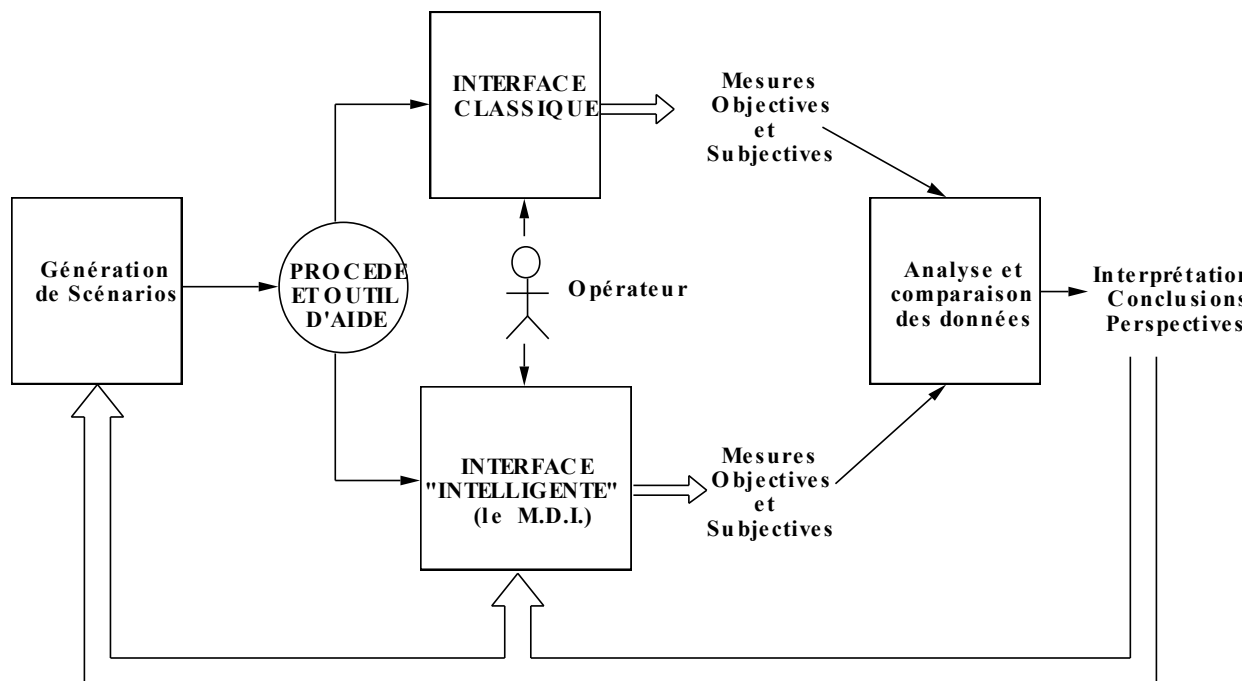 Génération
de Scénarios
PROCEDE
ET OUTIL
D'AIDE
INTERFACE
CLASSIQUE
Mesures
Objectives
et
Subjectives
Opérateur
INTERFACE
"INTELLIGENTE"
(le M.D.I.)
Mesures
Objectives
et
Subjectives
Analyse et
comparaison
des données
Interprétation
Conclusions
Perspectives